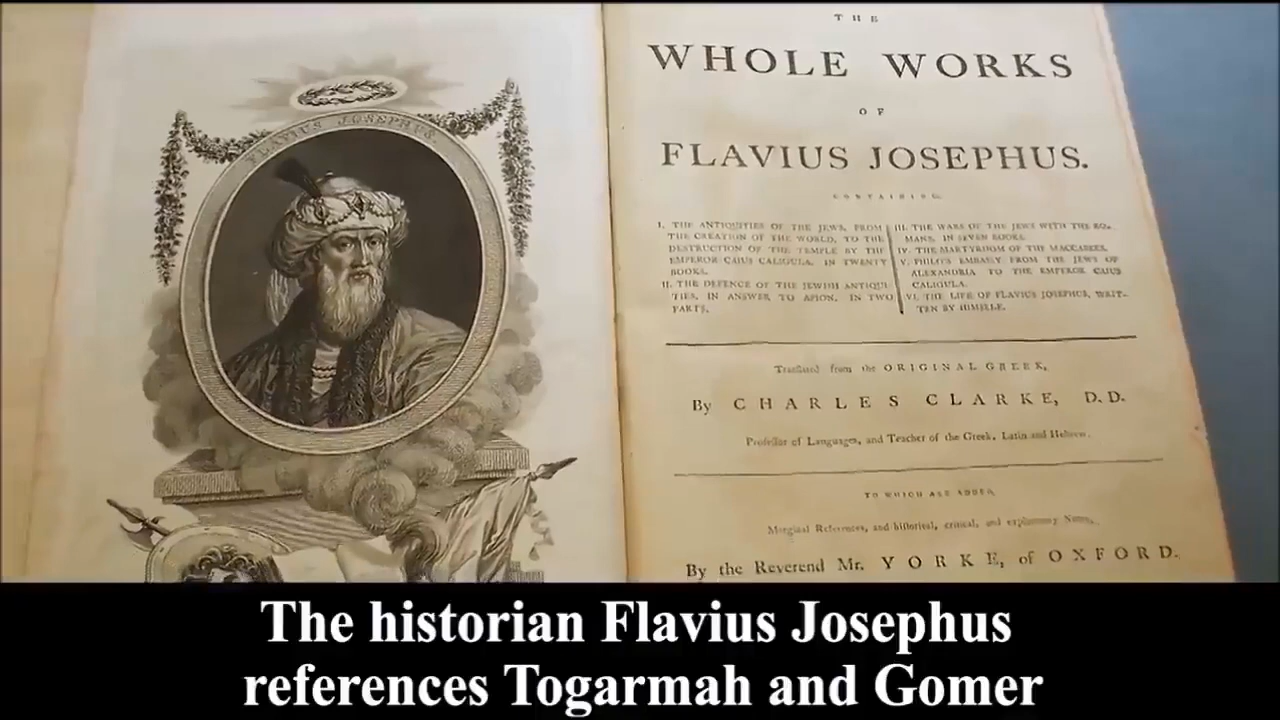 FLAVIUS JOSEPHUS
THE
WHOLE WORKS
OF
FLAVIUS JOSEPHUS.
CONTAINING,
I. THE ANTIQUITIES OF THE JEWS, FROM
THE CREATION OF THE WORLD, TO THE
DESTRUCTION OF THE TEMPLE BY THE
EMPEROR CAIUS CALIGULA. IN TWENTY
BOOKS.
II. THE DEFENCE OF THE JEWISH ANTIQUI-
TIES, IN ANSWER TO APION, IN TWO
PARTS.
III. THE WARS OF THE JEWS WITH THE RO-
MANS, IN SEVEN BOOKS.
IV. THE MARTYRDOM OF THE MACCABEES.
V. PHILO'S EMBASSY FROM THE JEWS OF
ALEXANDRIA TO THE EMPEROR CAIUS
CALIGULA.
VI. THE LIFE OF FLAVIUS JOSEPHUS, WRIT-
TEN BY HIMSELF.
Translated from the ORIGINAL GREEK,
By CHARLES CLARKE, D.D.
Professor of Languages, and Teacher of the Greek, Latin and Hebrew.
TO WHICH ARE ADDED,
Marginal References, and historical, critical, and explanatory Notes,
By the Reverend Mr. YORKE, of OXFORD.
The historian Flavius Josephus
references Togarmah and Gomer